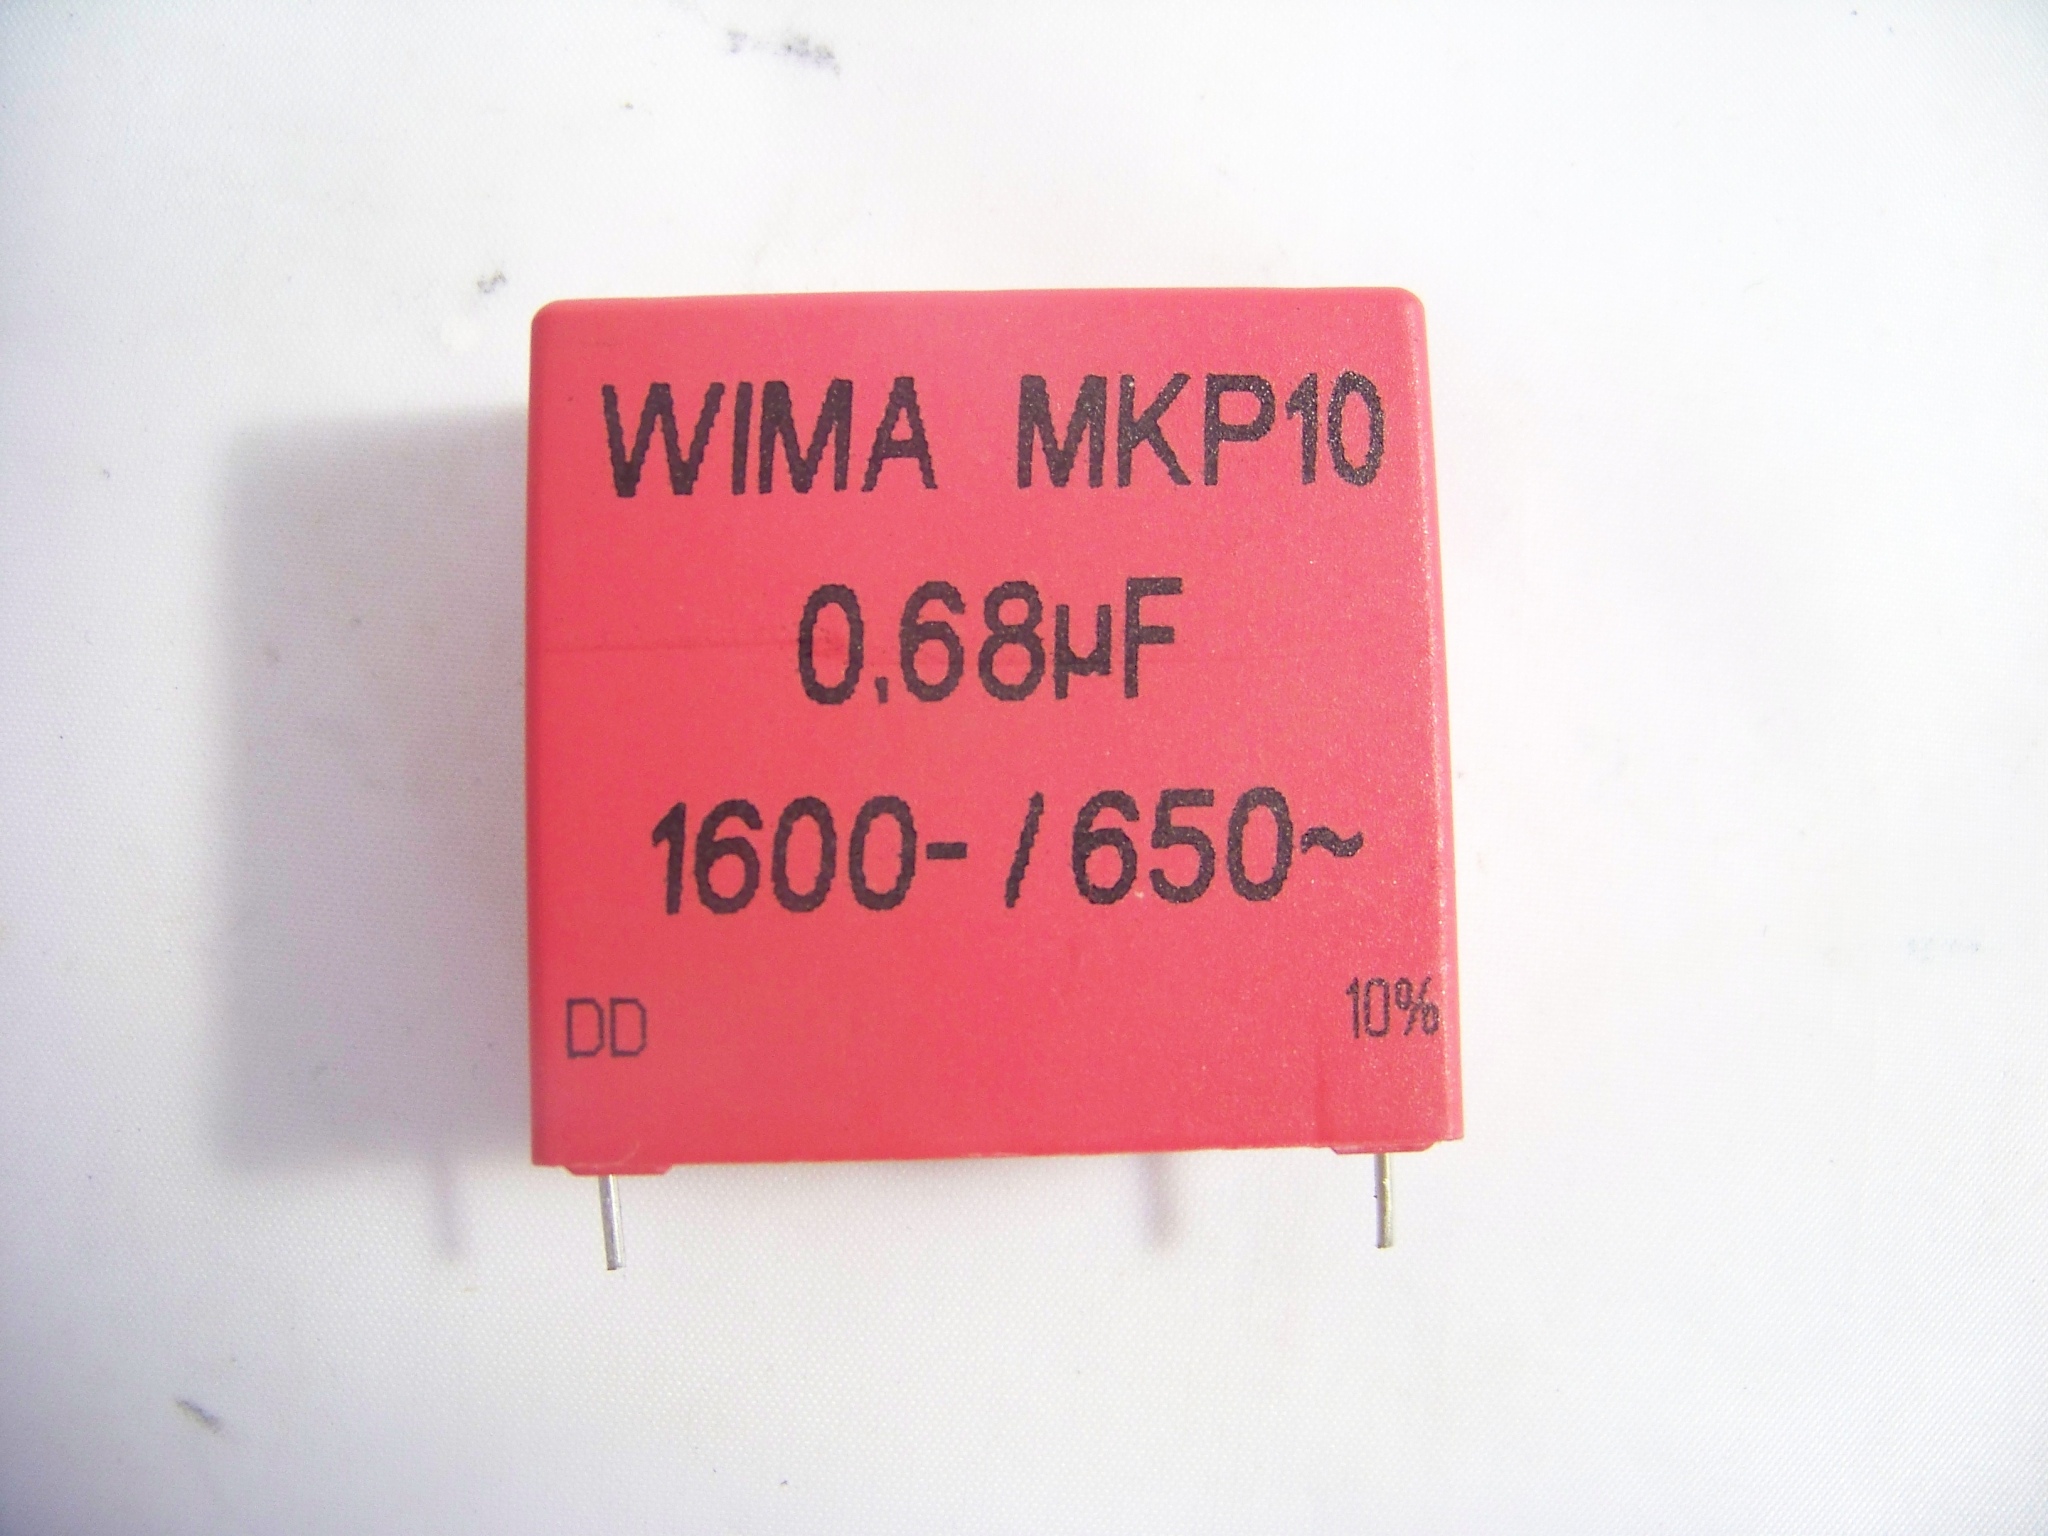 WIMA MKP10
0,68µF
1600- / 650~
DD 10%